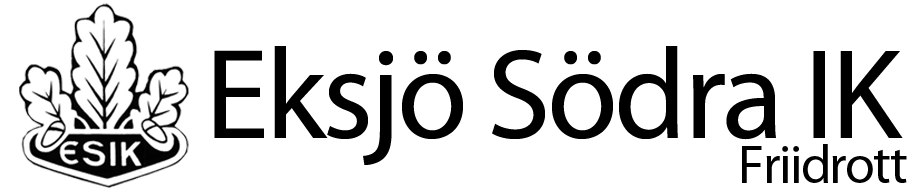 ESIK
Eksjö Södra IK
Friidrott